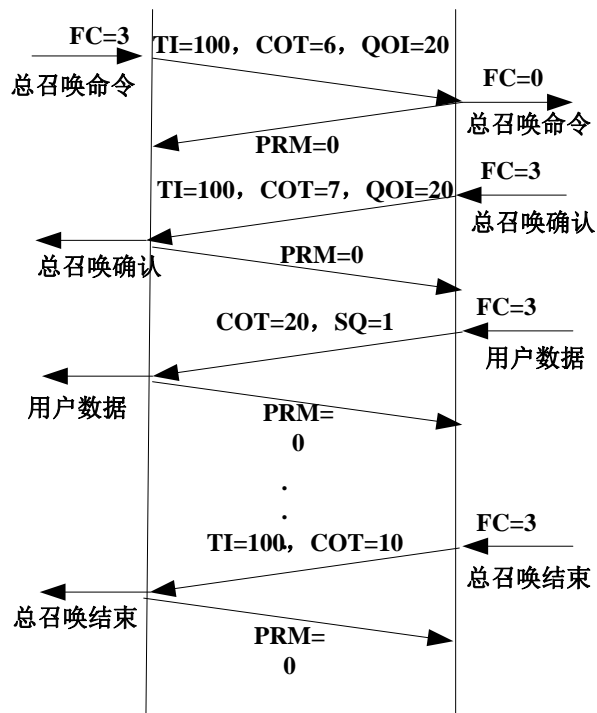 FC=3
TI=100，COT=6，QOI=20
总召唤命令
FC=0
总召唤命令
PRM=0
FC=3
TI=100，COT=7，QOI=20
总召唤确认
总召唤确认
PRM=0
FC=3
COT=20，SQ=1
用户数据
用户数据
PRM=
0
.
.
.
FC=3
TI=100，COT=10
总召唤结束
总召唤结束
PRM=
0